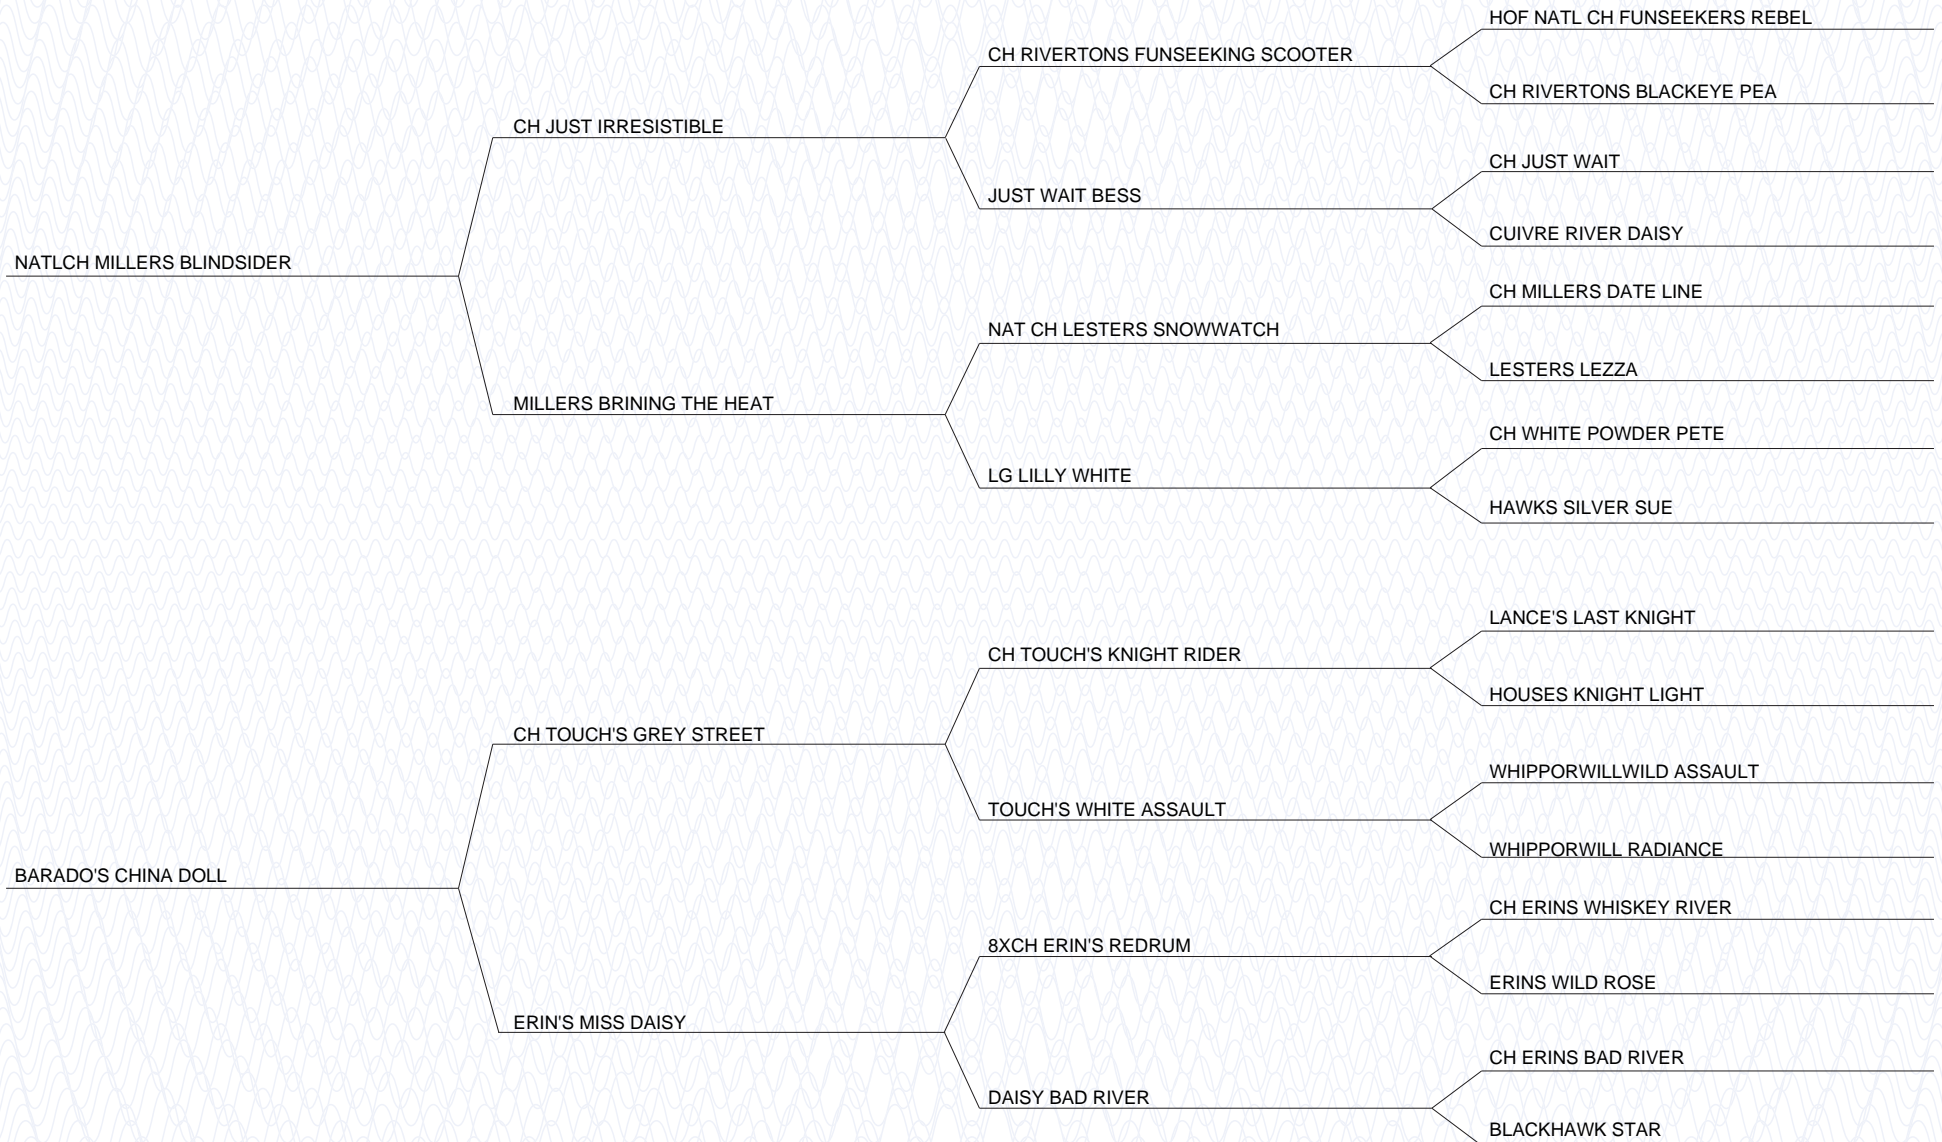 HOF NATL CH FUNSEEKERS REBEL
CH RIVERTONS FUNSEEKING SCOOTER
CH RIVERTONS BLACKEYE PEA
CH JUST IRRESISTIBLE
CH JUST WAIT
JUST WAIT BESS
CUIVRE RIVER DAISY
NATLCH MILLERS BLINDSIDER
CH MILLERS DATE LINE
NAT CH LESTERS SNOWWATCH
LESTERS LEZZA
MILLERS BRINING THE HEAT
CH WHITE POWDER PETE
LG LILLY WHITE
HAWKS SILVER SUE
LANCE'S LAST KNIGHT
CH TOUCH'S KNIGHT RIDER
HOUSES KNIGHT LIGHT
CH TOUCH'S GREY STREET
WHIPPORWILLWILD ASSAULT
TOUCH'S WHITE ASSAULT
WHIPPORWILL RADIANCE
BARADO'S CHINA DOLL
CH ERINS WHISKEY RIVER
8XCH ERIN'S REDRUM
ERINS WILD ROSE
ERIN'S MISS DAISY
CH ERINS BAD RIVER
DAISY BAD RIVER
BLACKHAWK STAR